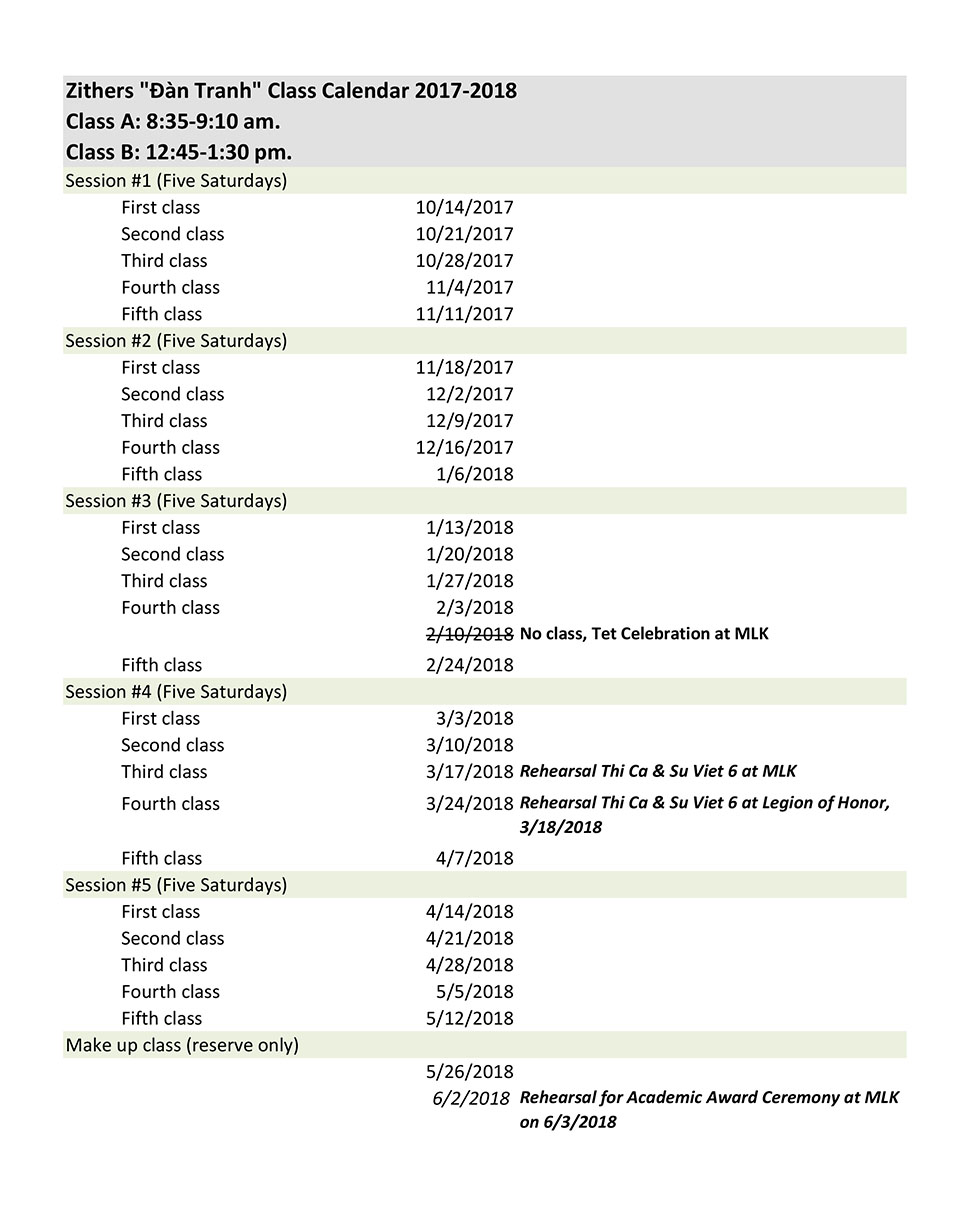 Zithers "Đàn Tranh" Class Calendar 2017-2018
Class A: 8:35-9:10 am.
Class B: 12:45-1:30 pm.
Session #1 (Five Saturdays)
First class 10/14/2017
Second class 10/21/2017
Third class 10/28/2017
Fourth class 11/4/2017
Fifth class 11/11/2017
Session #2 (Five Saturdays)
First class 11/18/2017
Second class 12/2/2017
Third class 12/9/2017
Fourth class 12/16/2017
Fifth class 1/6/2018
Session #3 (Five Saturdays)
First class 1/13/2018
Second class 1/20/2018
Third class 1/27/2018
Fourth class 2/3/2018
2/10/2018 No class, Tet Celebration at MLK
Fifth class 2/24/2018
Session #4 (Five Saturdays)
First class 3/3/2018
Second class 3/10/2018
Third class 3/17/2018 Rehearsal Thi Ca & Su Viet 6 at MLK
Fourth class 3/24/2018 Rehearsal Thi Ca & Su Viet 6 at Legion of Honor,
3/18/2018
Fifth class 4/7/2018
Session #5 (Five Saturdays)
First class 4/14/2018
Second class 4/21/2018
Third class 4/28/2018
Fourth class 5/5/2018
Fifth class 5/12/2018
Make up class (reserve only)
5/26/2018
6/2/2018 Rehearsal for Academic Award Ceremony at MLK
on 6/3/2018